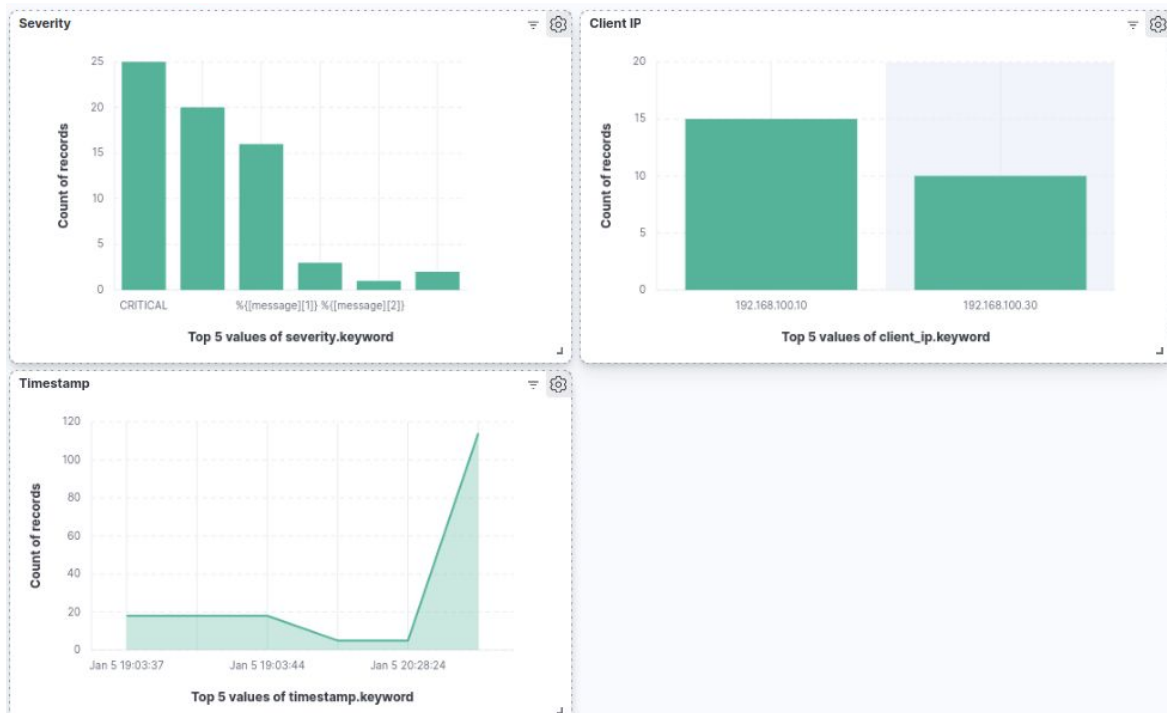 Severity
Count of records
25
20
15
10
5
0
CRITICAL
%{[message][1]} %{[message][2]}
Top 5 values of severity.keyword
Client IP
Count of records
20
15
10
5
0
192.168.100.10
192.168.100.30
Top 5 values of client_ip.keyword
Timestamp
Count of records
120
100
80
60
40
20
0
Jan 5 19:03:37
Jan 5 19:03:44
Jan 5 20:28:24
Top 5 values of timestamp.keyword